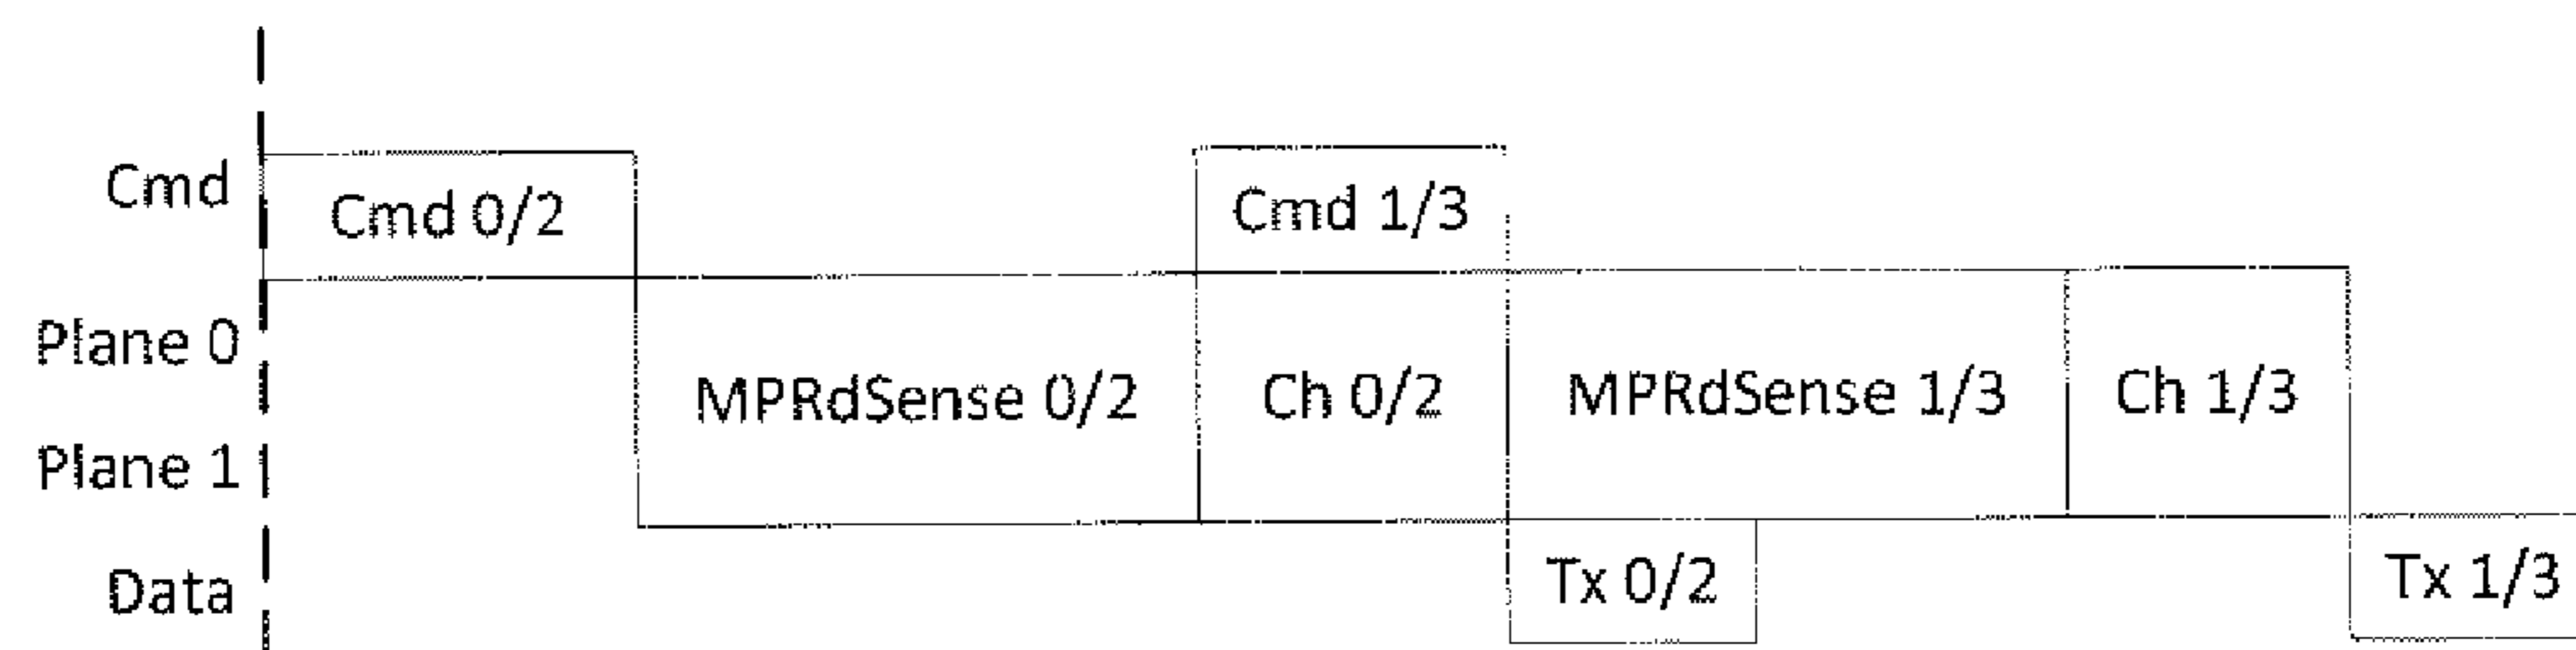 Cmd
Cmd 0/2
Cmd 1/3
Plane 0
Plane 1
MPRdSense 0/2
Ch 0/2
MPRdSense 1/3
Ch 1/3
Data
Tx 0/2
Tx 1/3